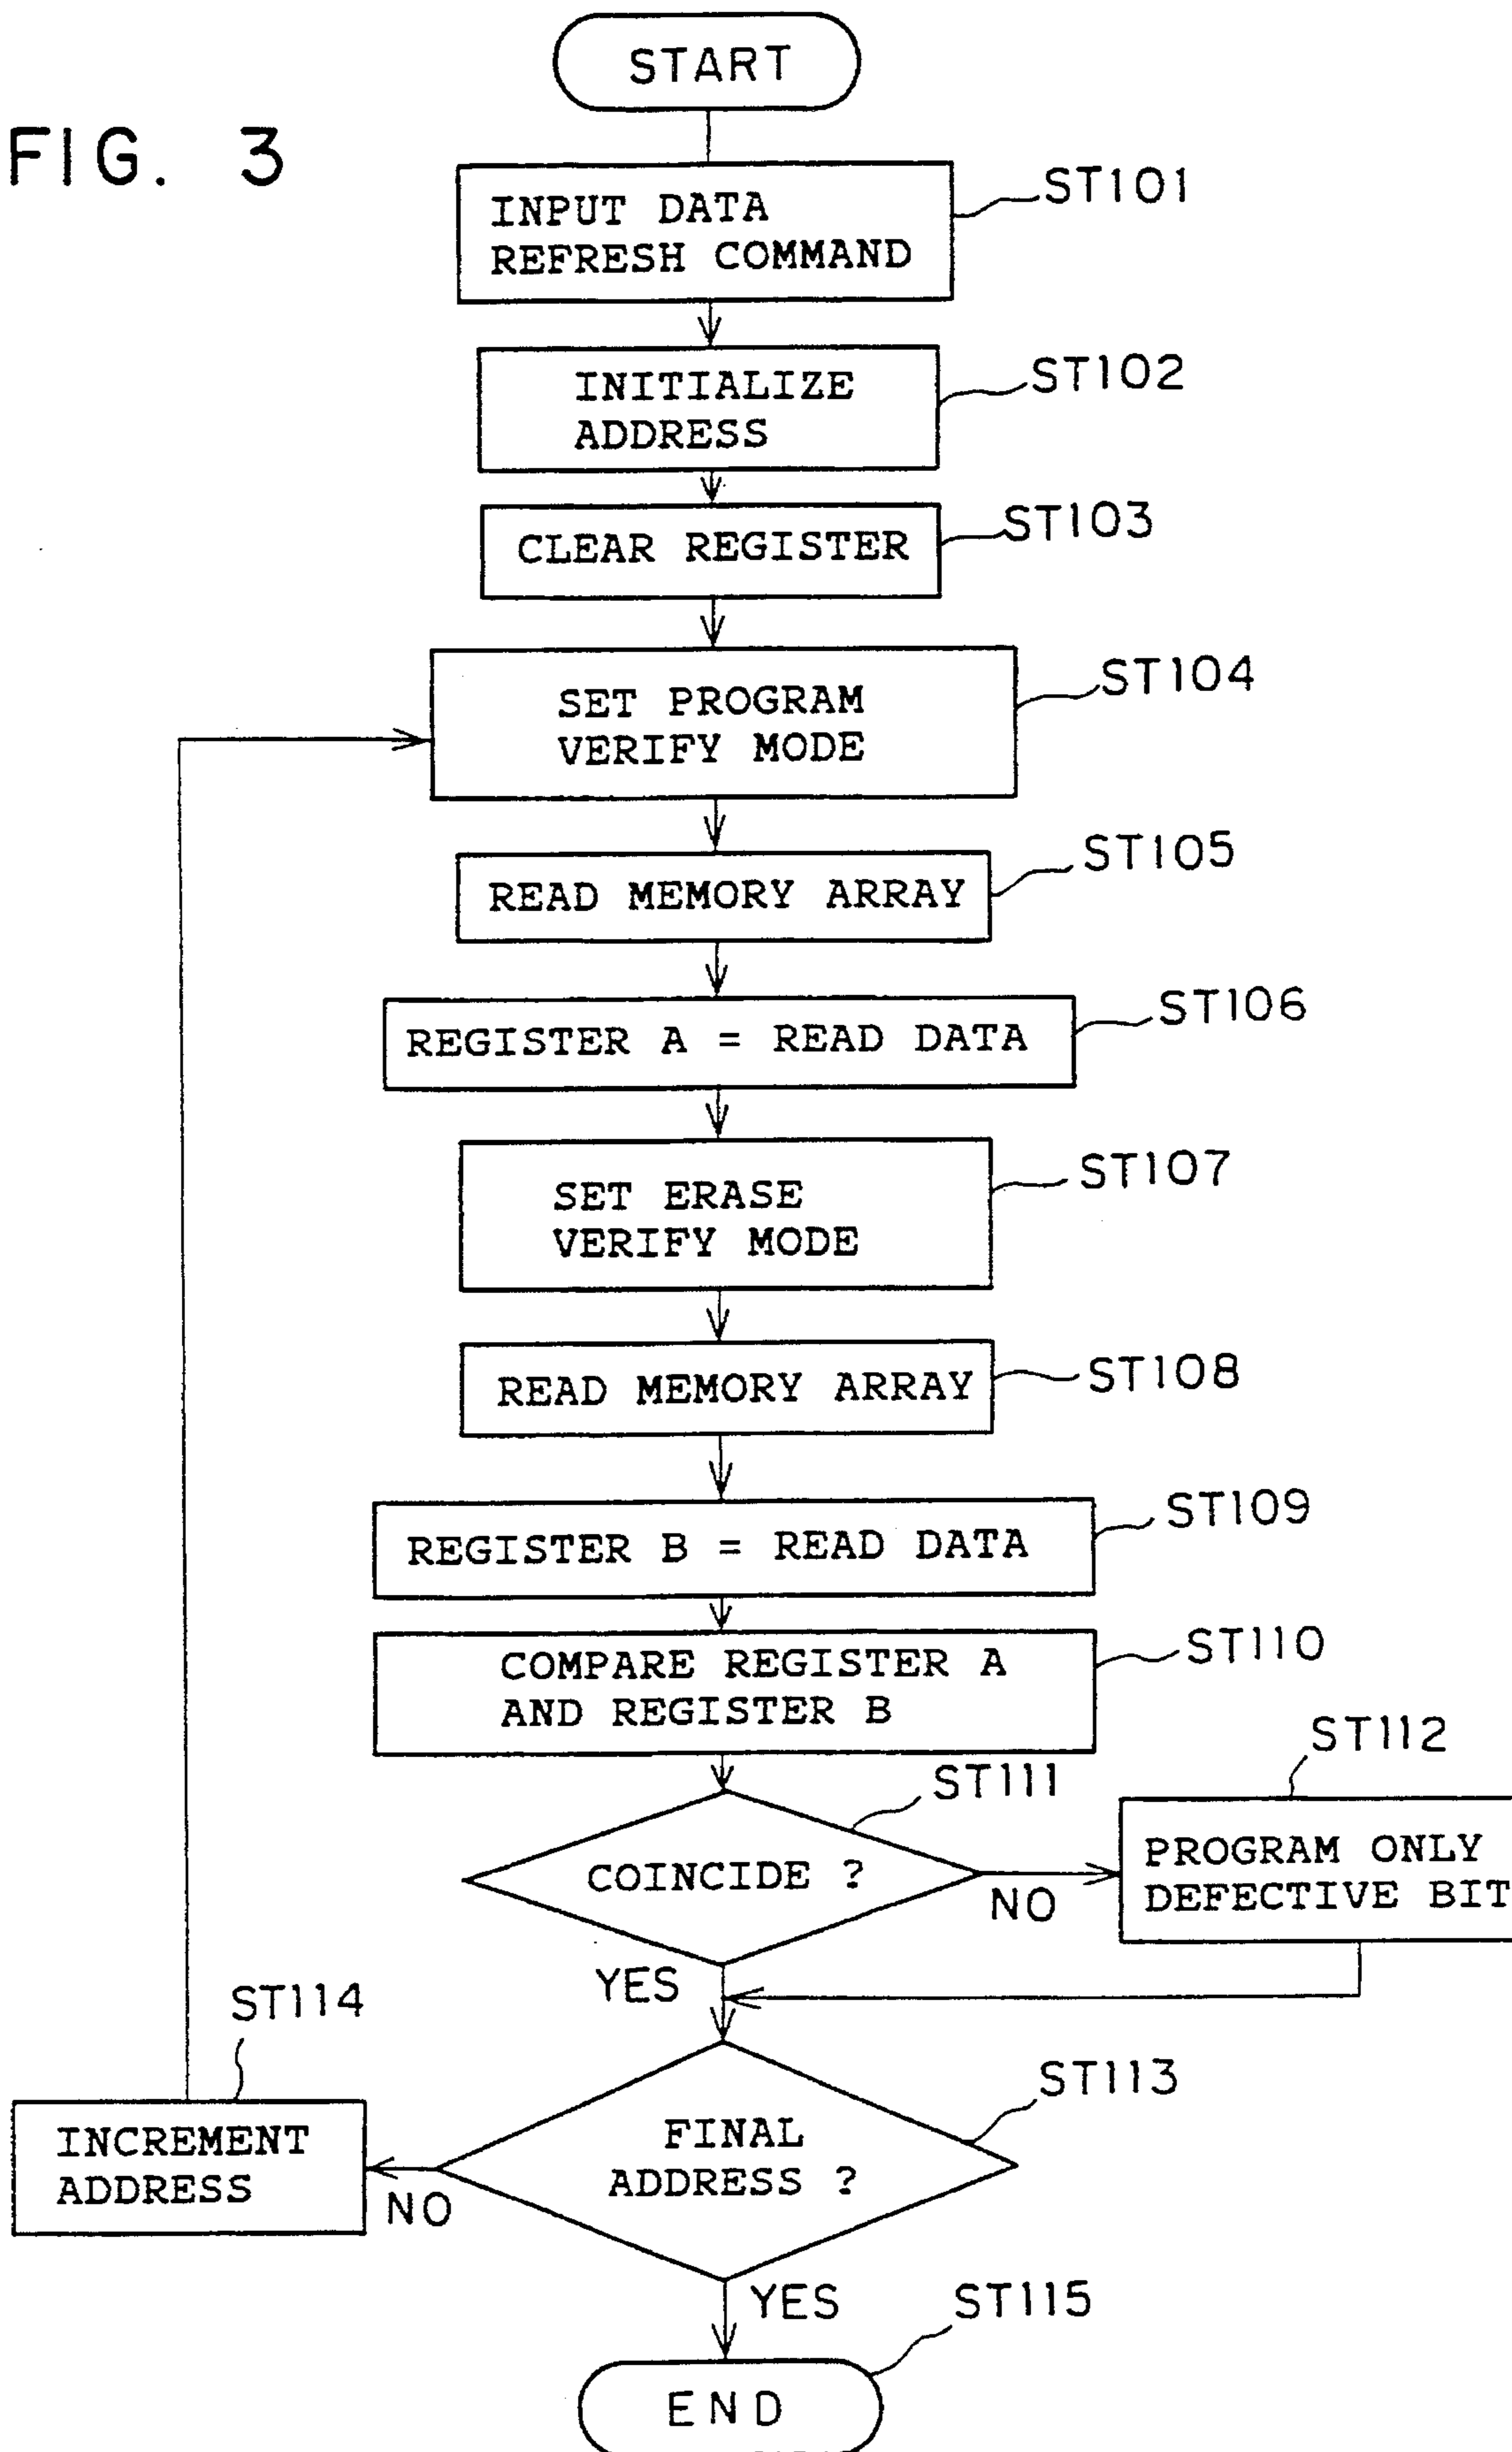 FIG. 3
START
INPUT DATA
REFRESH COMMAND
ST101
INITIALIZE
ADDRESS
ST102
CLEAR REGISTER
ST103
SET PROGRAM
VERIFY MODE
ST104
READ MEMORY ARRAY
ST105
REGISTER A = READ DATA
ST106
SET ERASE
VERIFY MODE
ST107
READ MEMORY ARRAY
ST108
REGISTER B = READ DATA
ST109
COMPARE REGISTER A
AND REGISTER B
ST110
COINCIDE ?
ST111
NO
YES
ST112
PROGRAM ONLY
DEFECTIVE BIT
FINAL
ADDRESS ?
ST113
NO
YES
ST114
INCREMENT
ADDRESS
END
ST115